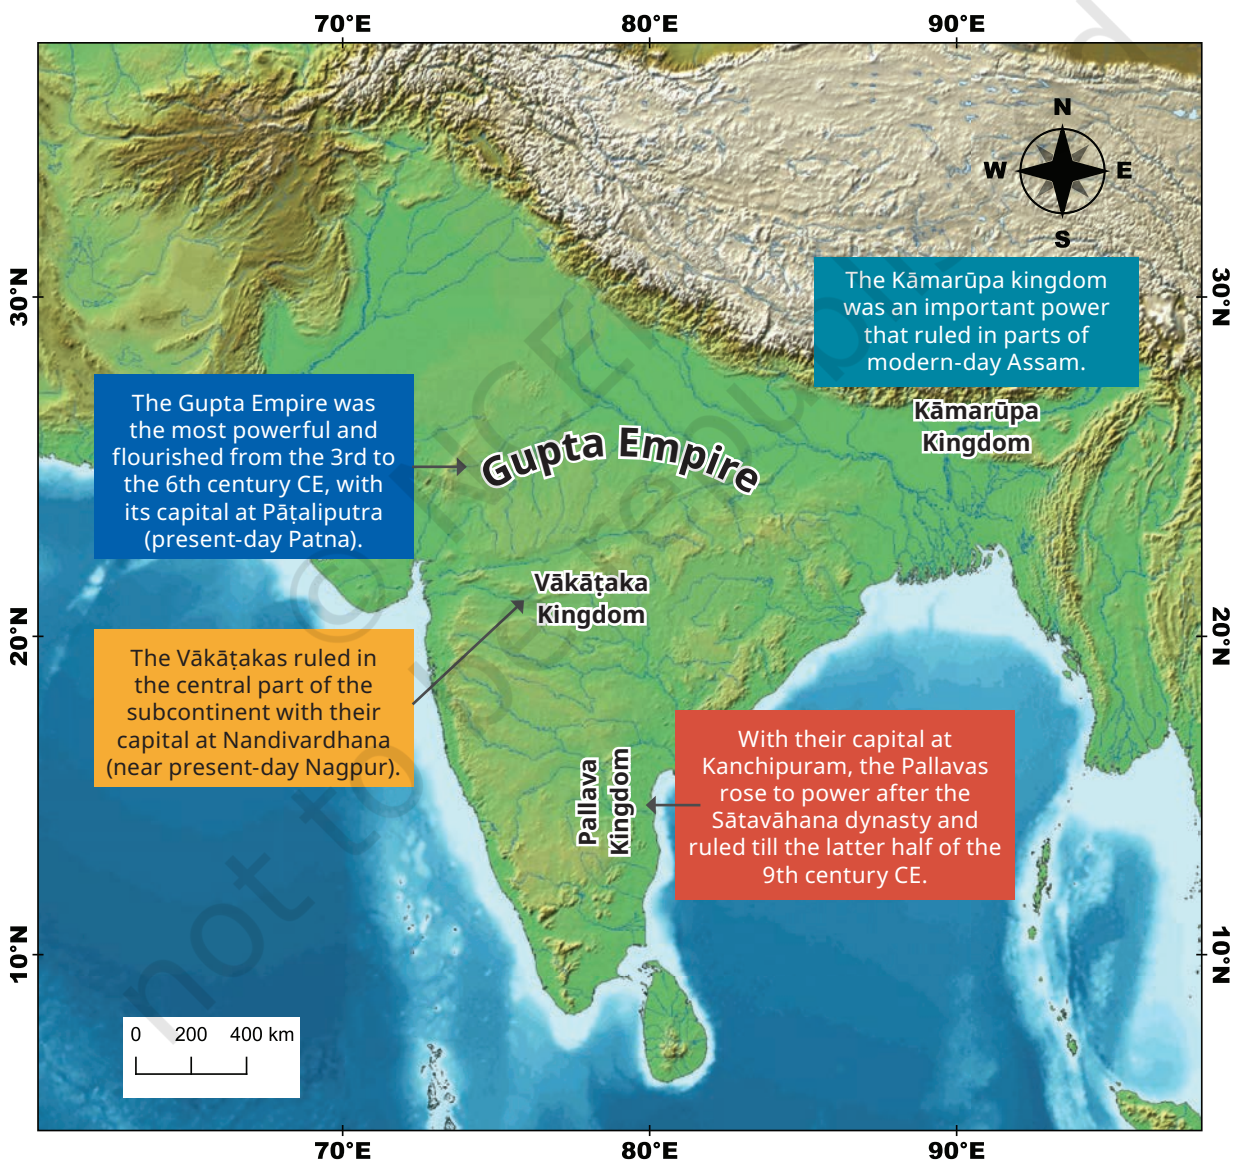 70°E
80°E
90°E
N
W
E
S
30°N
30°N
The Kāmarūpa kingdom
was an important power
that ruled in parts of
modern-day Assam.
Kāmarūpa
Kingdom
The Gupta Empire was
the most powerful and
flourished from the 3rd to
the 6th century CE, with
its capital at Pāṭaliputra
(present-day Patna).
Gupta Empire
Vākāṭaka
Kingdom
20°N
20°N
The Vākāṭakas ruled in
the central part of the
subcontinent with their
capital at Nandivardhana
(near present-day Nagpur).
Pallava
Kingdom
With their capital at
Kanchipuram, the Pallavas
rose to power after the
Sātavāhana dynasty and
ruled till the latter half of the
9th century CE.
10°N
10°N
0 200 400 km
70°E
80°E
90°E
not to be republished